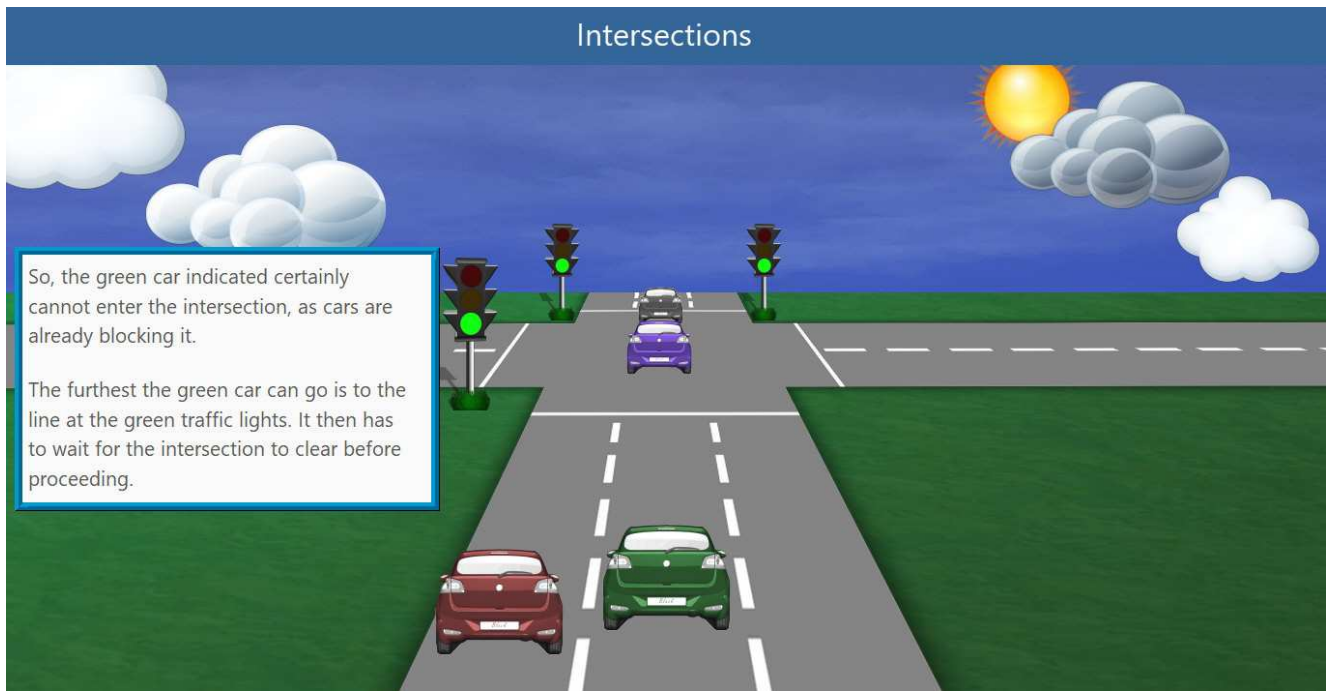 Intersections
So, the green car indicated certainly
cannot enter the intersection, as cars are
already blocking it.
The furthest the green car can go is to the
line at the green traffic lights. It then has
to wait for the intersection to clear before
proceeding.